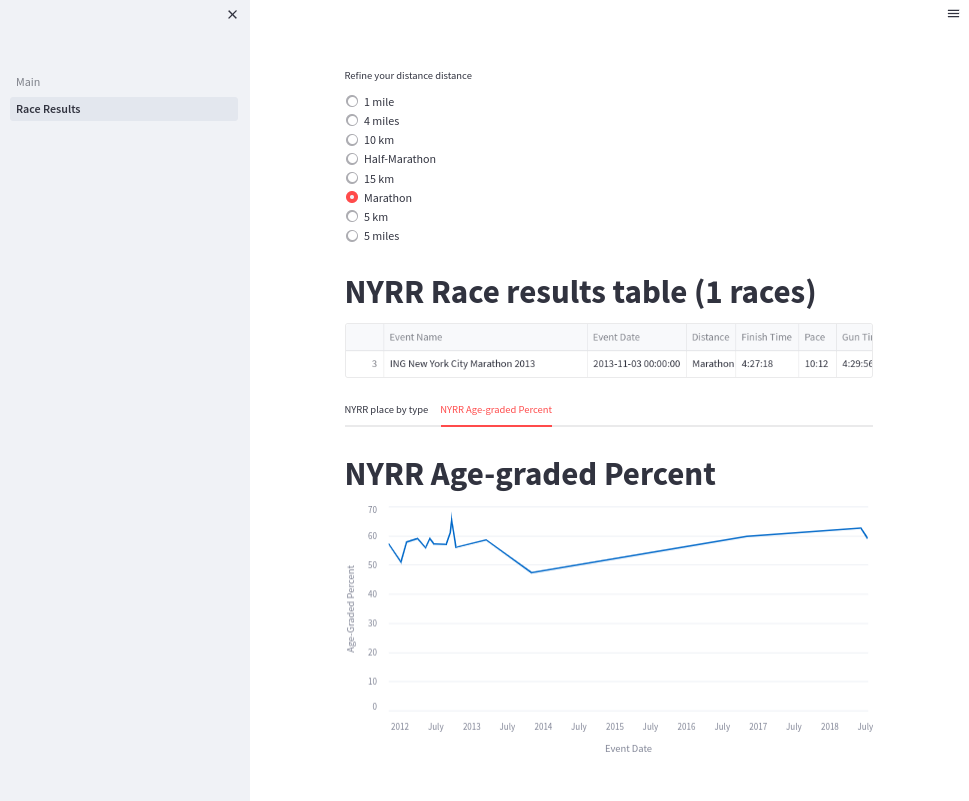 Main
Race Results
Refine your distance distance
1 mile
4 miles
10 km
Half-Marathon
15 km
Marathon
5 km
5 miles
NYRR Race results table (1 races)
Event Name Event Date Distance Finish Time Pace Gun Ti
3 ING New York City Marathon 2013 2013-11-03 00:00:00 Marathon 4:27:18 10:12 4:29:56
NYRR place by type NYRR Age-graded Percent
NYRR Age-graded Percent
70
60
50
40
30
20
10
0
Age-Graded Percent
2012 July 2013 July 2014 July 2015 July 2016 July 2017 July 2018 July
Event Date